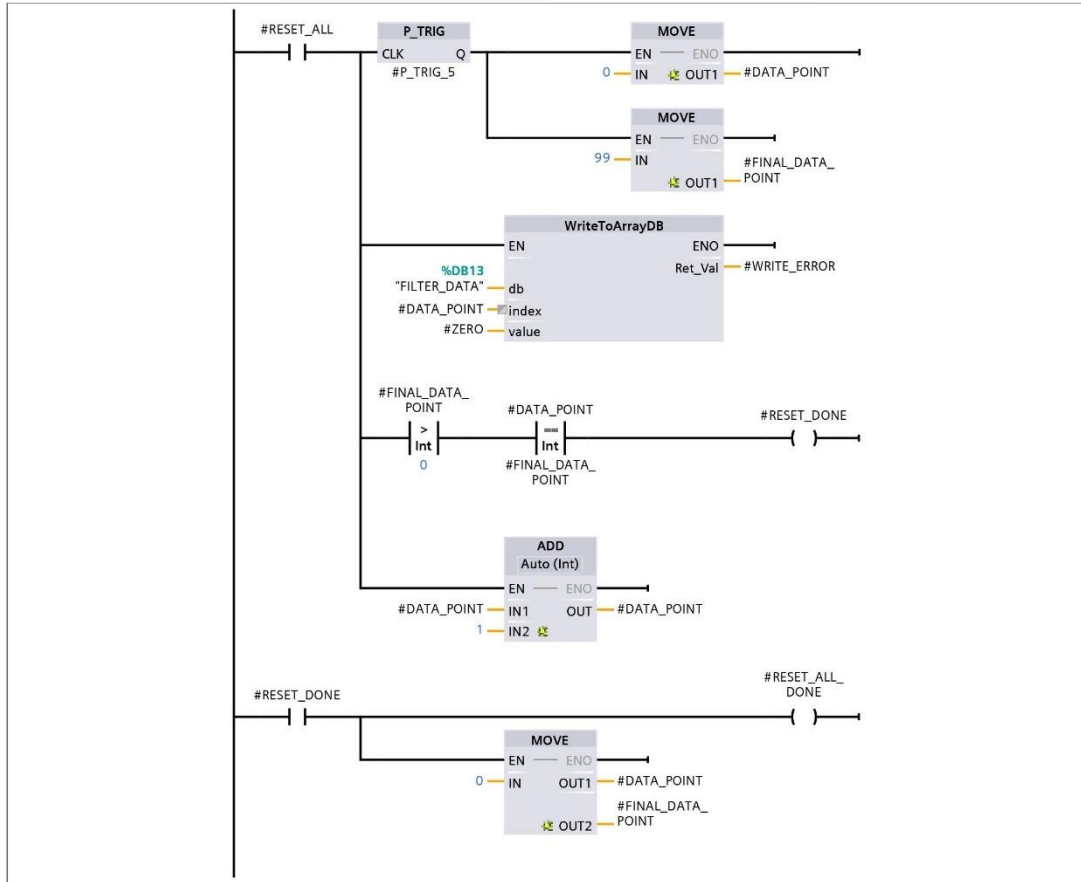 #RESET_ALL
P_TRIG
CLK Q
#P_TRIG_5
MOVE
EN ENO
0 IN OUT1 #DATA_POINT
MOVE
EN ENO
99 IN
#FINAL_DATA_
POINT
OUT1
WriteToArrayDB
EN ENO
Ret_Val #WRITE_ERROR
%DB13
"FILTER_DATA" db
#DATA_POINT index
#ZERO value
#FINAL_DATA_
POINT
>
Int
0
#DATA_POINT
==
Int
#FINAL_DATA_
POINT
#RESET_DONE
ADD
Auto (Int)
EN ENO
#DATA_POINT IN1 OUT #DATA_POINT
1 IN2
#RESET_DONE
#RESET_ALL_
DONE
MOVE
EN ENO
0 IN OUT1 #DATA_POINT
#FINAL_DATA_
POINT
OUT2